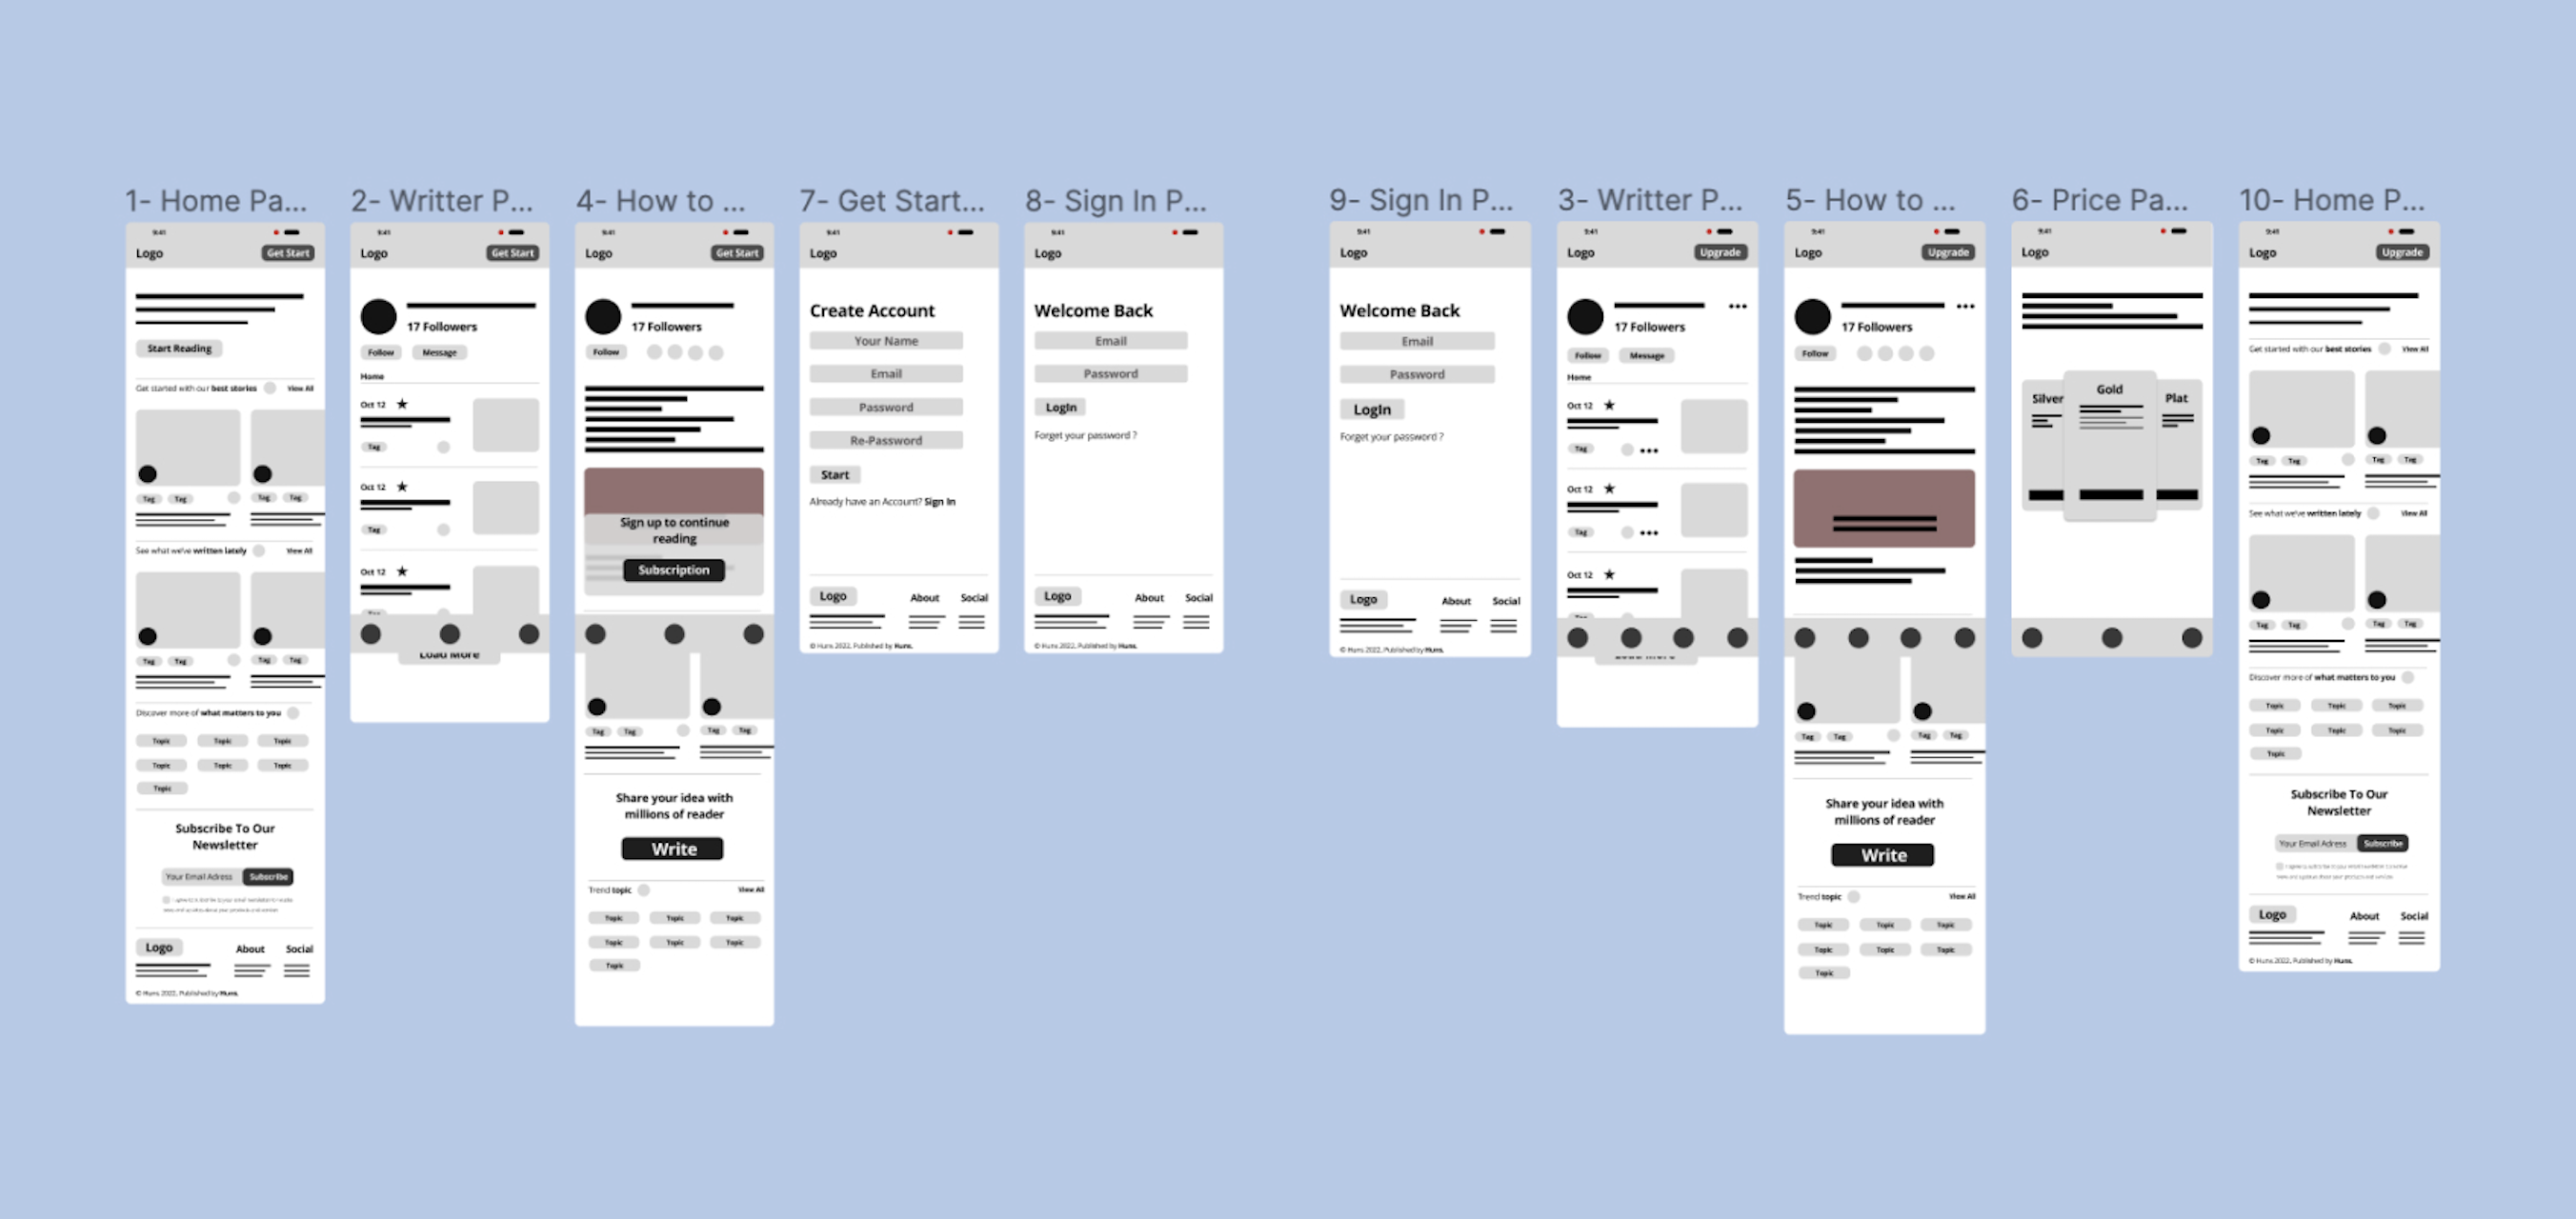 1- Home Pa...
9:41
Logo
Get Start
Start Reading
Get started with our best stories
View All
Tag
Tag
Tag
Tag
See what we've written lately
View All
Tag
Tag
Tag
Tag
Discover more of what matters to you
Topic
Topic
Topic
Topic
Topic
Topic
Topic
Subscribe To Our
Newsletter
Your Email Adress
Subscribe
Logo
About
Social
© Huns 2022, Published by Huns.
2- Writter P...
9:41
Logo
Get Start
17 Followers
Follow
Message
Home
Oct 12 ★
Tag
Oct 12 ★
Tag
Oct 12 ★
Tag
Load More
4- How to ...
9:41
Logo
Get Start
17 Followers
Follow
Sign up to continue
reading
Subscription
Tag
Tag
Tag
Tag
Share your idea with
millions of reader
Write
Trend topic
View All
Topic
Topic
Topic
Topic
Topic
Topic
Topic
7- Get Start...
9:41
Logo
Create Account
Your Name
Email
Password
Re-Password
Start
Already have an Account? Sign In
Logo
About
Social
© Huns 2022, Published by Huns.
8- Sign In P...
9:41
Logo
Welcome Back
Email
Password
LogIn
Forget your password ?
Logo
About
Social
© Huns 2022, Published by Huns.
9- Sign In P...
9:41
Logo
Welcome Back
Email
Password
LogIn
Forget your password ?
Logo
About
Social
© Huns 2022, Published by Huns.
3- Writter P...
9:41
Logo
Upgrade
17 Followers
Follow
Message
Home
Oct 12 ★
Tag
Oct 12 ★
Tag
Oct 12 ★
5- How to ...
9:41
Logo
Upgrade
17 Followers
Follow
Tag
Tag
Tag
Tag
Share your idea with
millions of reader
Write
Trend topic
View All
Topic
Topic
Topic
Topic
Topic
Topic
Topic
6- Price Pa...
9:41
Logo
Silver
Gold
Plat
10- Home P...
9:41
Logo
Upgrade
Get started with our best stories
View All
Tag
Tag
Tag
Tag
See what we've written lately
View All
Tag
Tag
Tag
Tag
Discover more of what matters to you
Topic
Topic
Topic
Topic
Topic
Topic
Topic
Subscribe To Our
Newsletter
Your Email Adress
Subscribe
Logo
About
Social
© Huns 2022, Published by Huns.